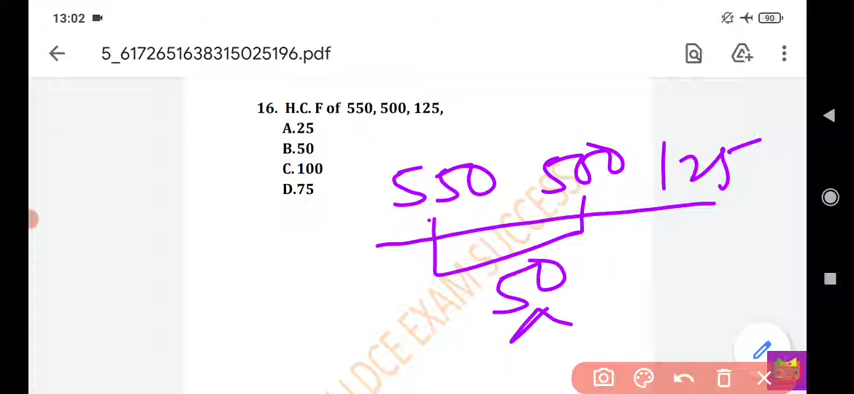 13:02
90
5_6172651638315025196.pdf
16. H.C. F of 550, 500, 125,
A.25
B.50
C.100
D.75
550 500 125
50
LDCE EXAM SUCCESS